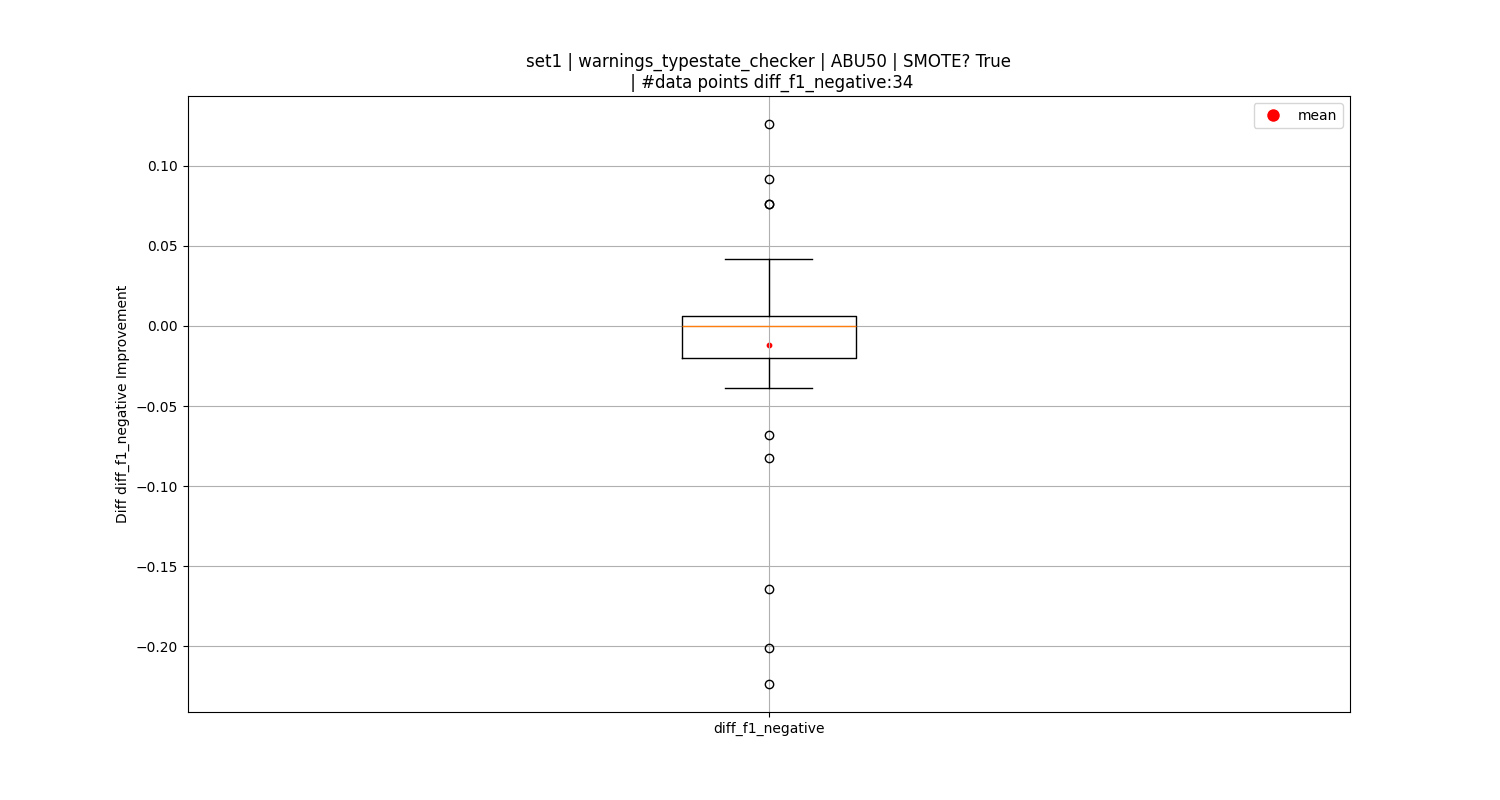 set1 | warnings_typestate_checker | ABU50 | SMOTE? True
| #data points diff_f1_negative:34
mean
0.10
0.05
0.00
−0.05
−0.10
−0.15
−0.20
Diff diff_f1_negative Improvement
diff_f1_negative